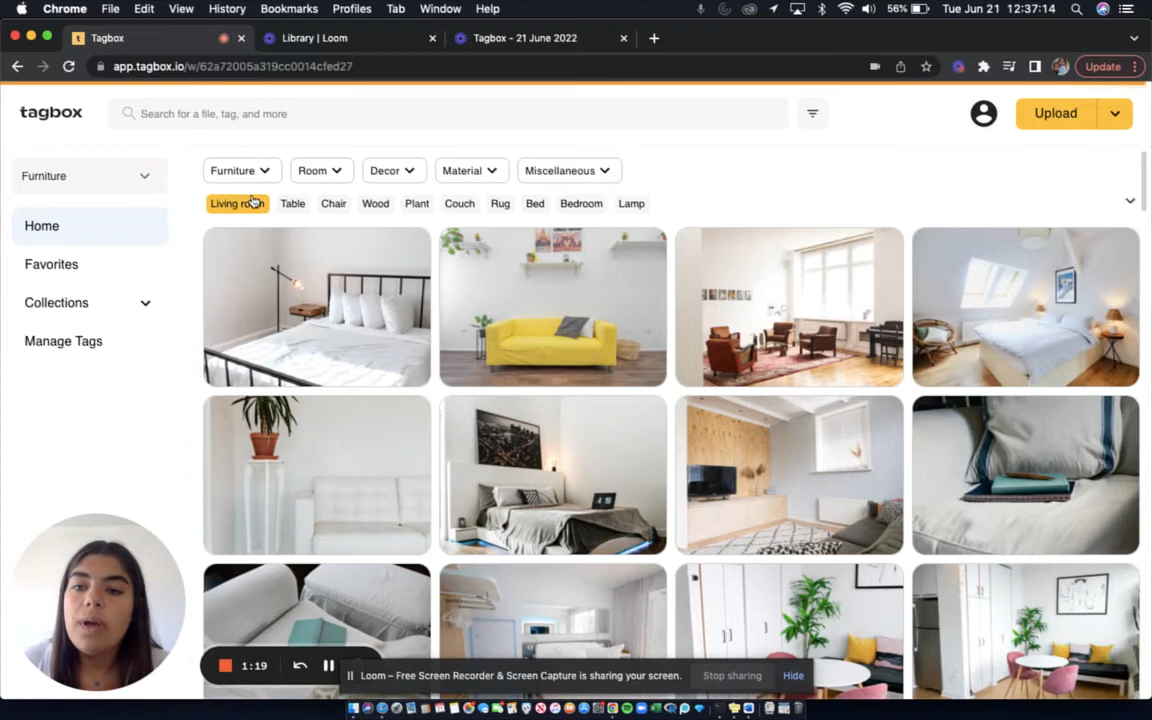 Chrome File Edit View History Bookmarks Profiles Tab Window Help 56% Tue Jun 21 12:37:14
Tagbox Library | Loom Tagbox - 21 June 2022
app.tagbox.io/w/62a72005a319cc0014cfed27 Update
tagbox Search for a file, tag, and more Upload
Furniture Furniture Room Decor Material Miscellaneous
Living room Table Chair Wood Plant Couch Rug Bed Bedroom Lamp
Home
Favorites
Collections
Manage Tags
1:19 Loom – Free Screen Recorder & Screen Capture is sharing your screen. Stop sharing Hide